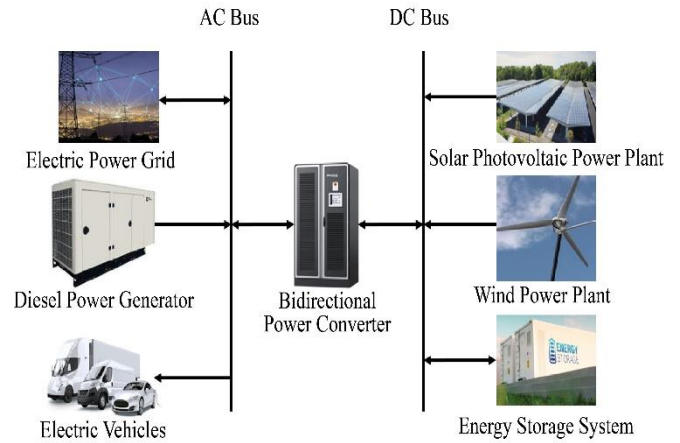 AC Bus
DC Bus
Electric Power Grid
Solar Photovoltaic Power Plant
Diesel Power Generator
Bidirectional
Power Converter
Wind Power Plant
ENERGY
STORAGE
Electric Vehicles
Energy Storage System